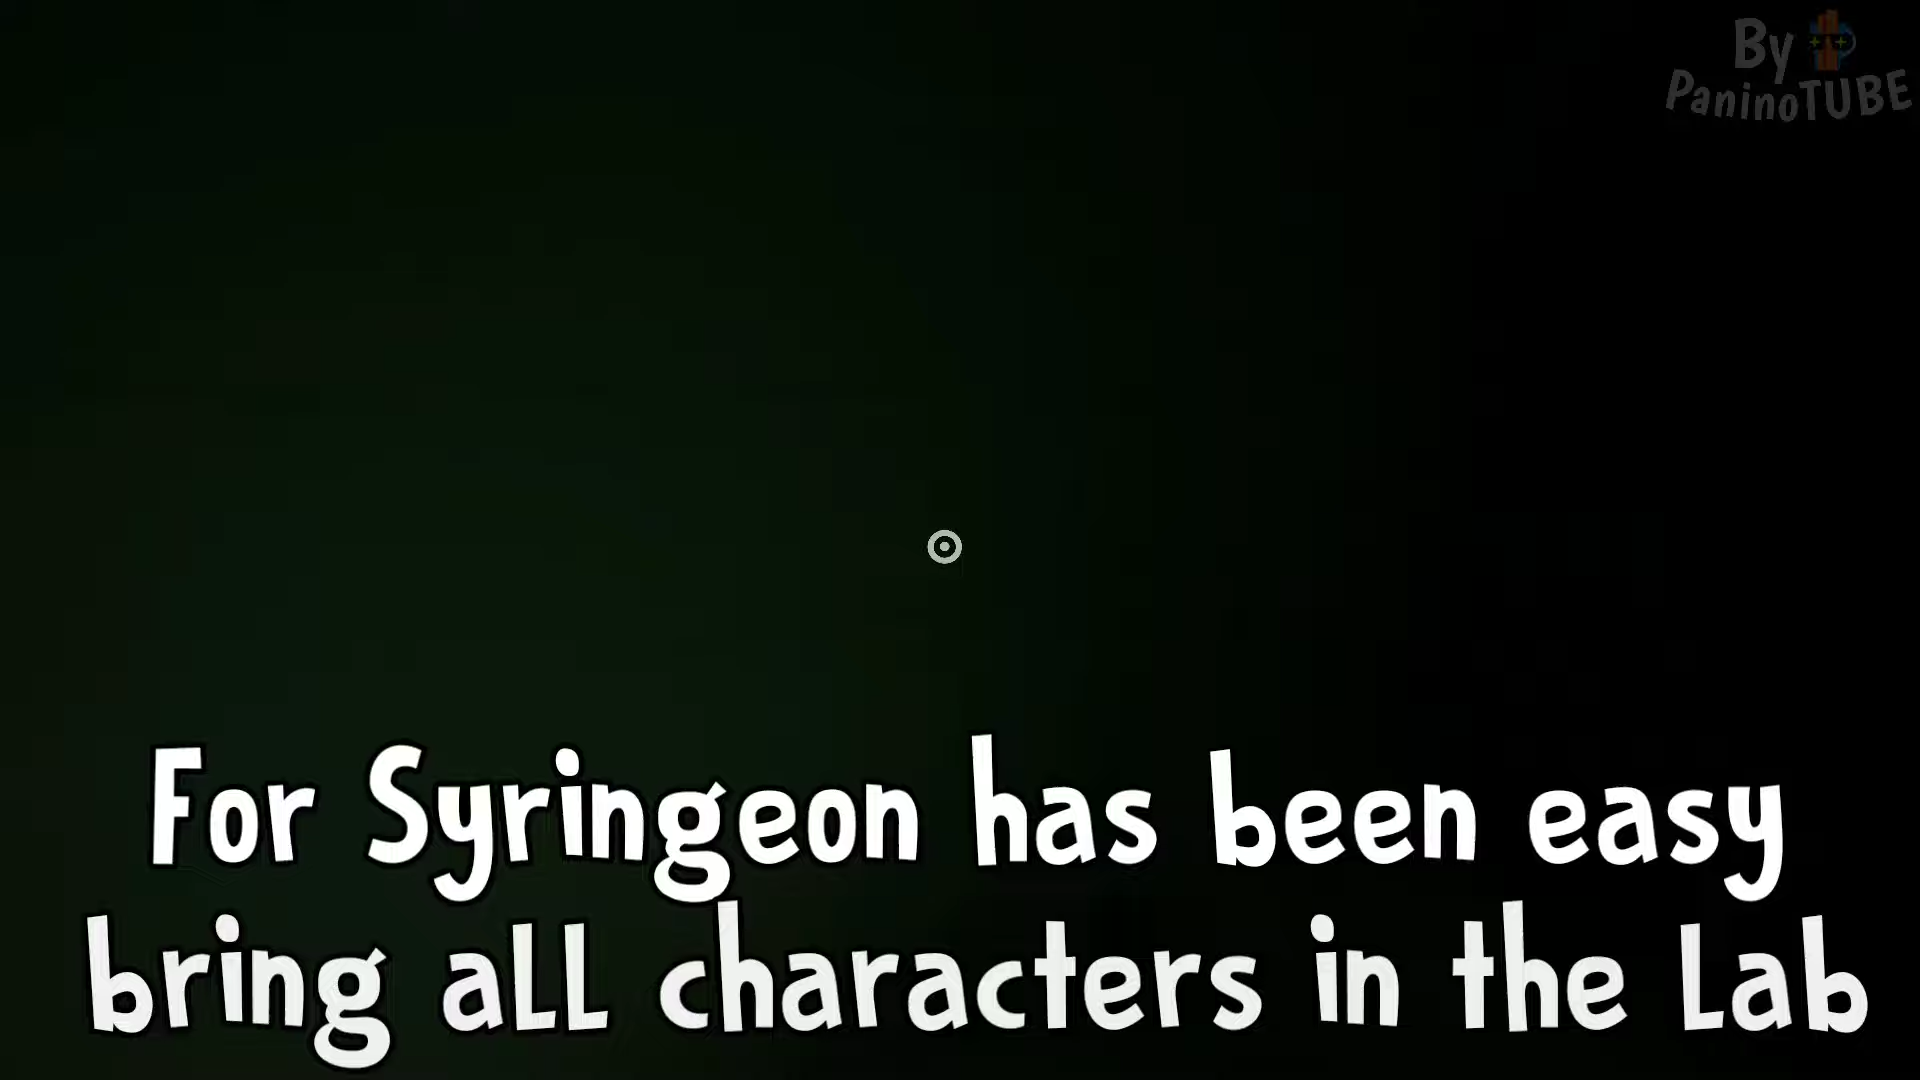 By
PaninoTUBE
For Syringeon has been easy
bring all characters in the Lab